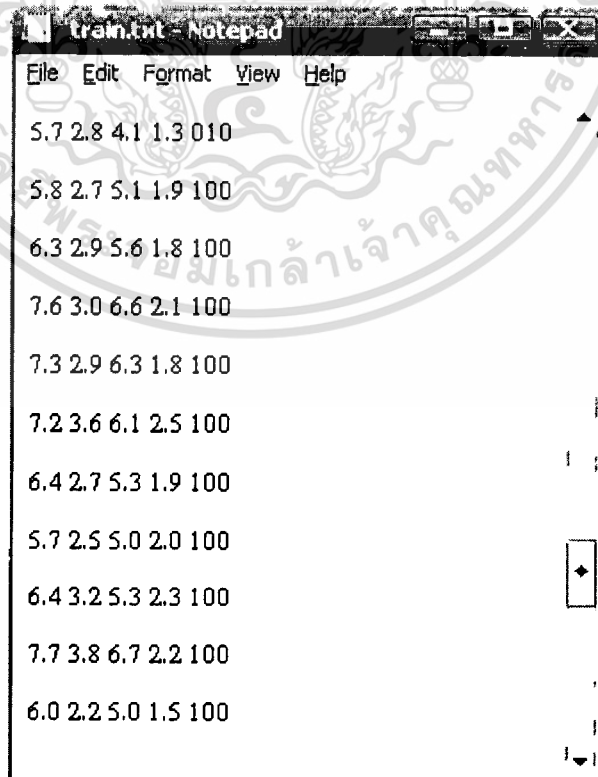 train.txt - Notepad
File Edit Format View Help
5.7 2.8 4.1 1.3 010
5.8 2.7 5.1 1.9 100
6.3 2.9 5.6 1.8 100
7.6 3.0 6.6 2.1 100
7.3 2.9 6.3 1.8 100
7.2 3.6 6.1 2.5 100
6.4 2.7 5.3 1.9 100
5.7 2.5 5.0 2.0 100
6.4 3.2 5.3 2.3 100
7.7 3.8 6.7 2.2 100
6.0 2.2 5.0 1.5 100